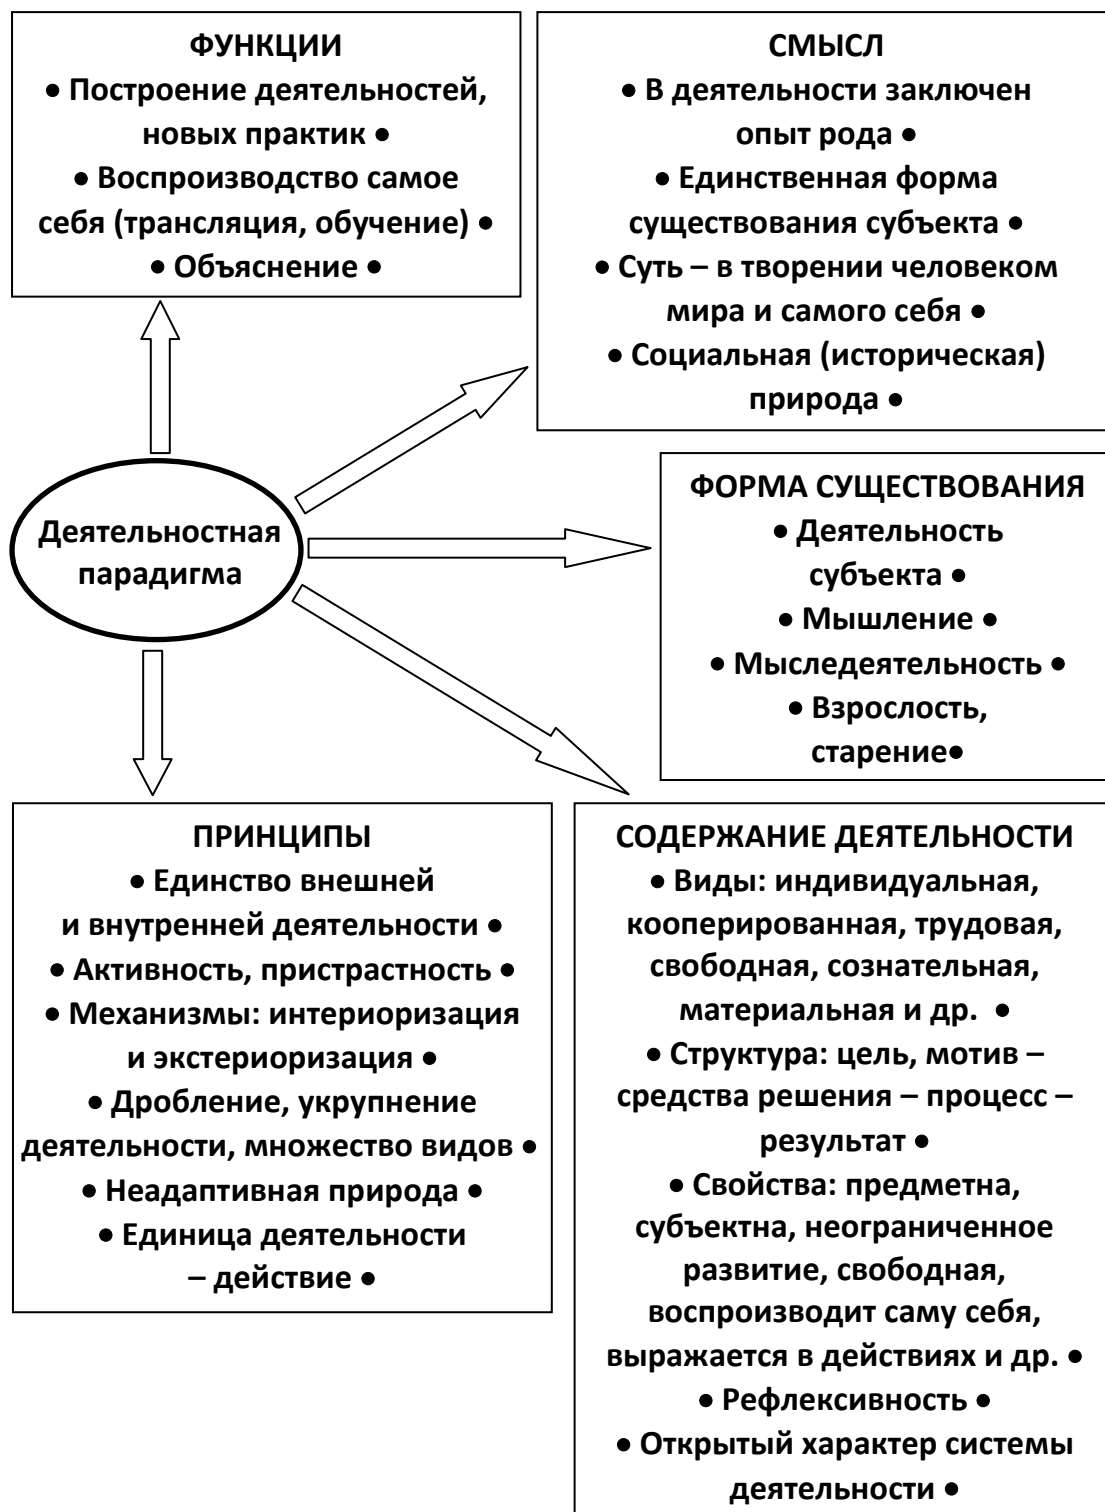 ФУНКЦИИ
• Построение деятельностей,
новых практик •
• Воспроизводство самое
себя (трансляция, обучение) •
• Объяснение •
СМЫСЛ
• В деятельности заключен
опыт рода •
• Единственная форма
существования субъекта •
• Суть – в творении человеком
мира и самого себя •
• Социальная (историческая)
природа •
Деятельностная
парадигма
ФОРМА СУЩЕСТВОВАНИЯ
• Деятельность
субъекта •
• Мышление •
• Мыследеятельность •
• Взрослость,
старение•
ПРИНЦИПЫ
• Единство внешней
и внутренней деятельности •
• Активность, пристрастность •
• Механизмы: интериоризация
и экстериоризация •
• Дробление, укрупнение
деятельности, множество видов •
• Неадаптивная природа •
• Единица деятельности
– действие •
СОДЕРЖАНИЕ ДЕЯТЕЛЬНОСТИ
• Виды: индивидуальная,
кооперированная, трудовая,
свободная, сознательная,
материальная и др. •
• Структура: цель, мотив –
средства решения – процесс –
результат •
• Свойства: предметна,
субъектна, неограниченное
развитие, свободная,
воспроизводит саму себя,
выражается в действиях и др. •
• Рефлексивность •
• Открытый характер системы
деятельности •